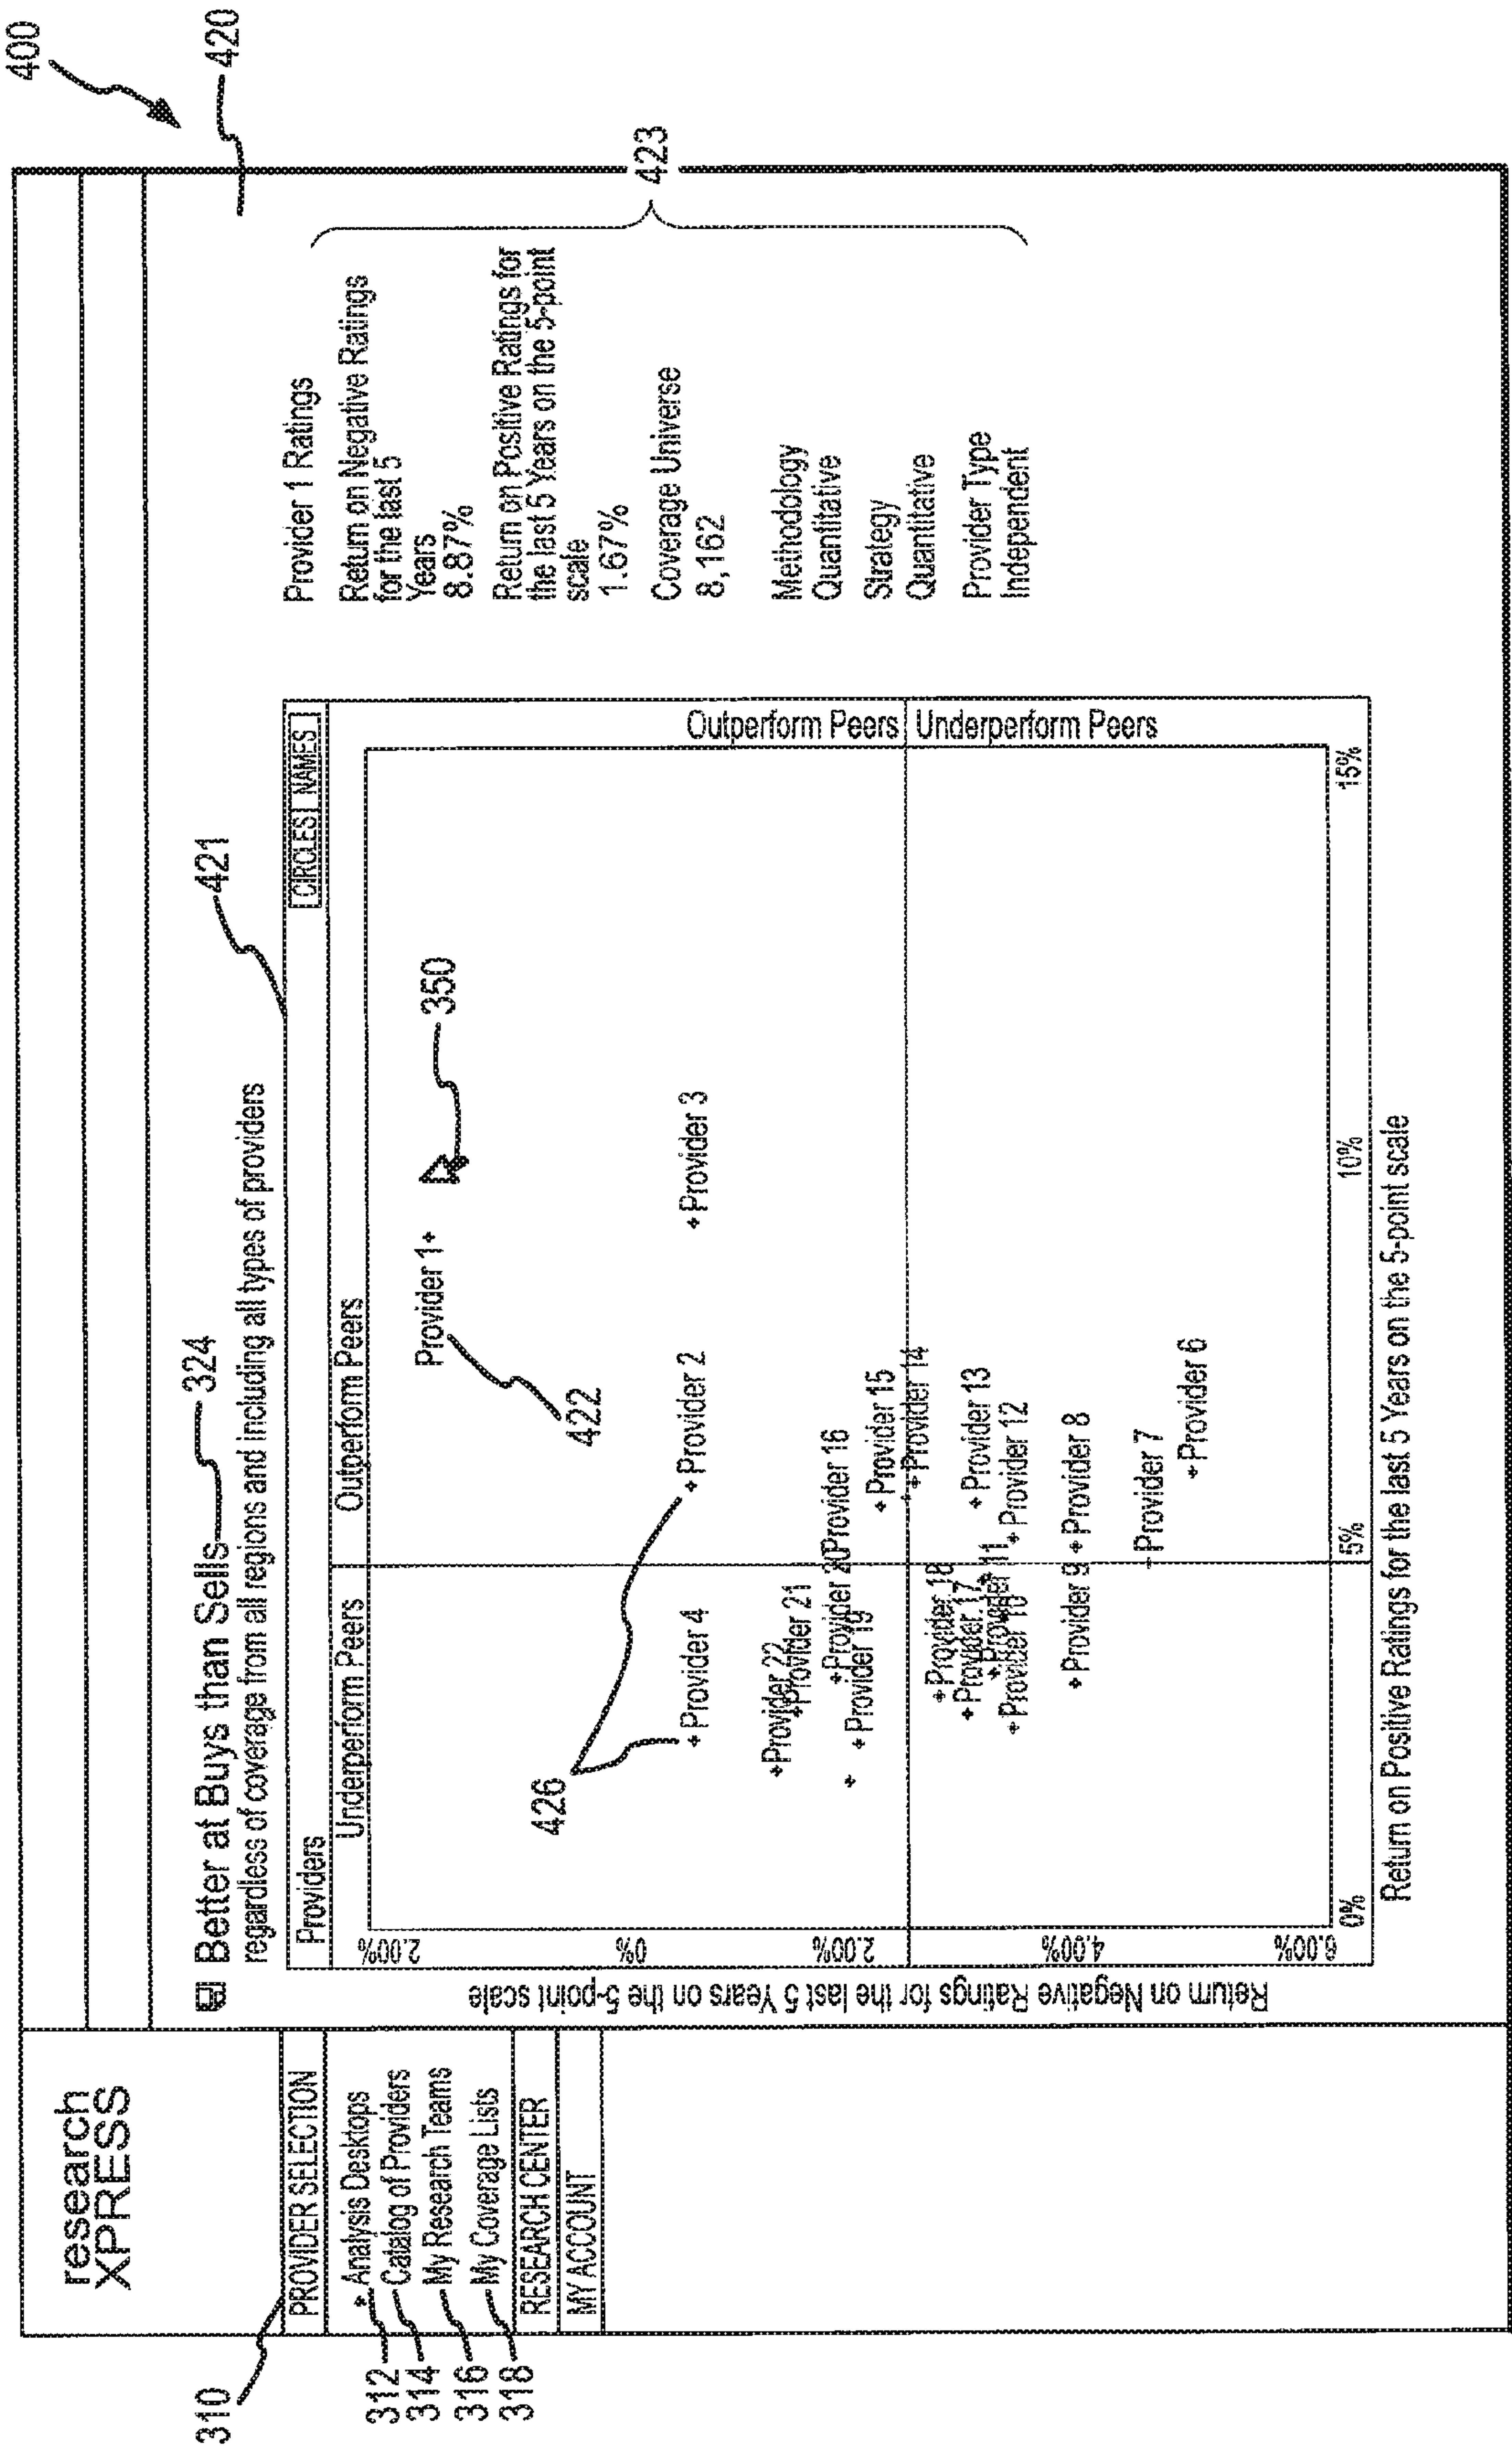 400
420
research
XPRESS
310
PROVIDER SELECTION
312
Analysis Desktops
314
Catalog of Providers
316
My Research Teams
318
My Coverage Lists
RESEARCH CENTER
MY ACCOUNT
Better at Buys than Sells
324
regardless of coverage from all regions and including all types of providers
421
Providers
CIRCLES NAMES
Underperform Peers
Outperform Peers
Provider 1
350
422
426
Provider 4
Provider 2
Provider 3
Provider 22
Provider 21
Provider 20
Provider 16
Provider 19
Provider 15
Provider 14
Provider 18
Provider 17
Provider 13
Provider 11
Provider 10
Provider 12
Provider 9
Provider 8
Provider 7
Provider 6
Outperform Peers
Underperform Peers
2.00%
0%
2.00%
4.00%
6.00%
Return on Negative Ratings for the last 5 Years on the 5-point scale
0%
5%
10%
15%
Return on Positive Ratings for the last 5 Years on the 5-point scale
423
Provider 1 Ratings
Return on Negative Ratings
for the last 5
Years
8.87%
Return on Positive Ratings for
the last 5 Years on the 5-point
scale
1.67%
Coverage Universe
8,162
Methodology
Quantitative
Strategy
Quantitative
Provider Type
Independent